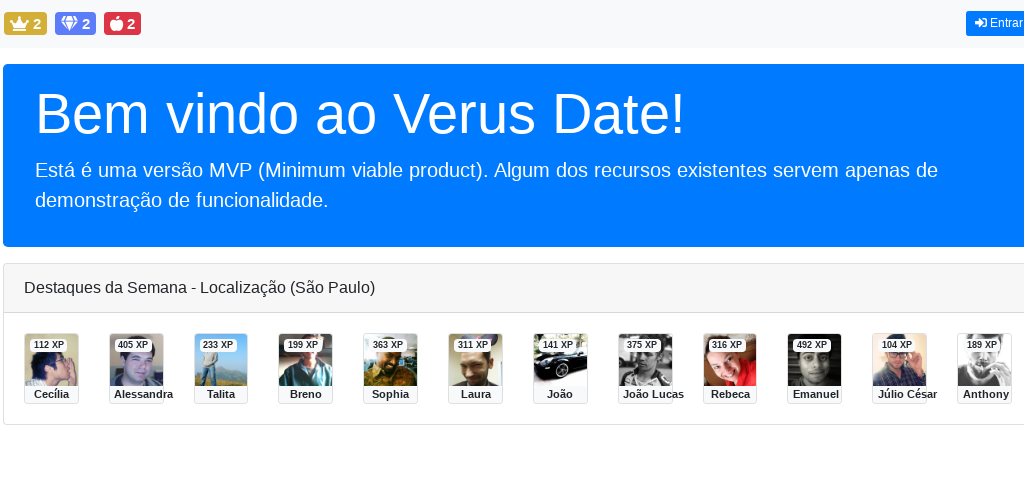 2 2 2 Entrar
Bem vindo ao Verus Date!
Está é uma versão MVP (Minimum viable product). Algum dos recursos existentes servem apenas de
demonstração de funcionalidade.
Destaques da Semana - Localização (São Paulo)
112 XP 405 XP 233 XP 199 XP 363 XP 311 XP 141 XP 375 XP 316 XP 492 XP 104 XP 189 XP
Cecília Alessandra Talita Breno Sophia Laura João João Lucas Rebeca Emanuel Júlio César Anthony